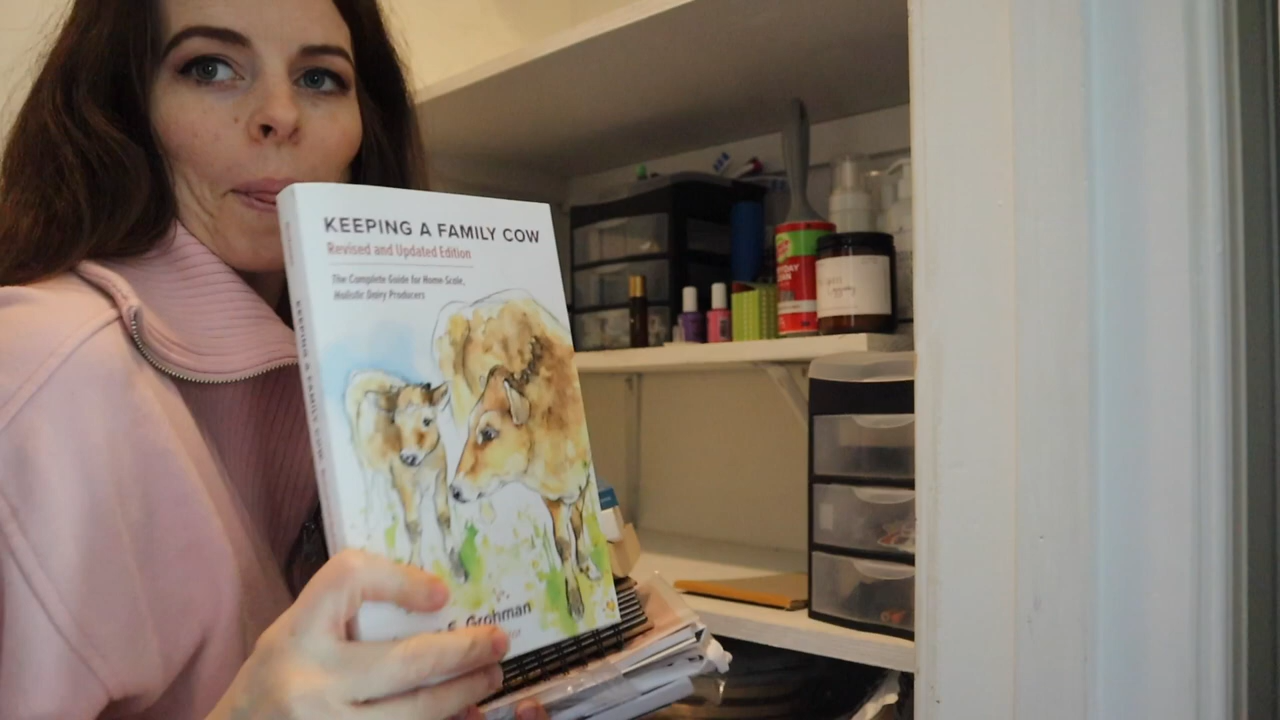 KEEPING A FAMILY COW
Revised and Updated Edition
The Complete Guide for Home Scale,
Holistic Dairy Producers
E. Grohman
KEEPING A FAMILY COW